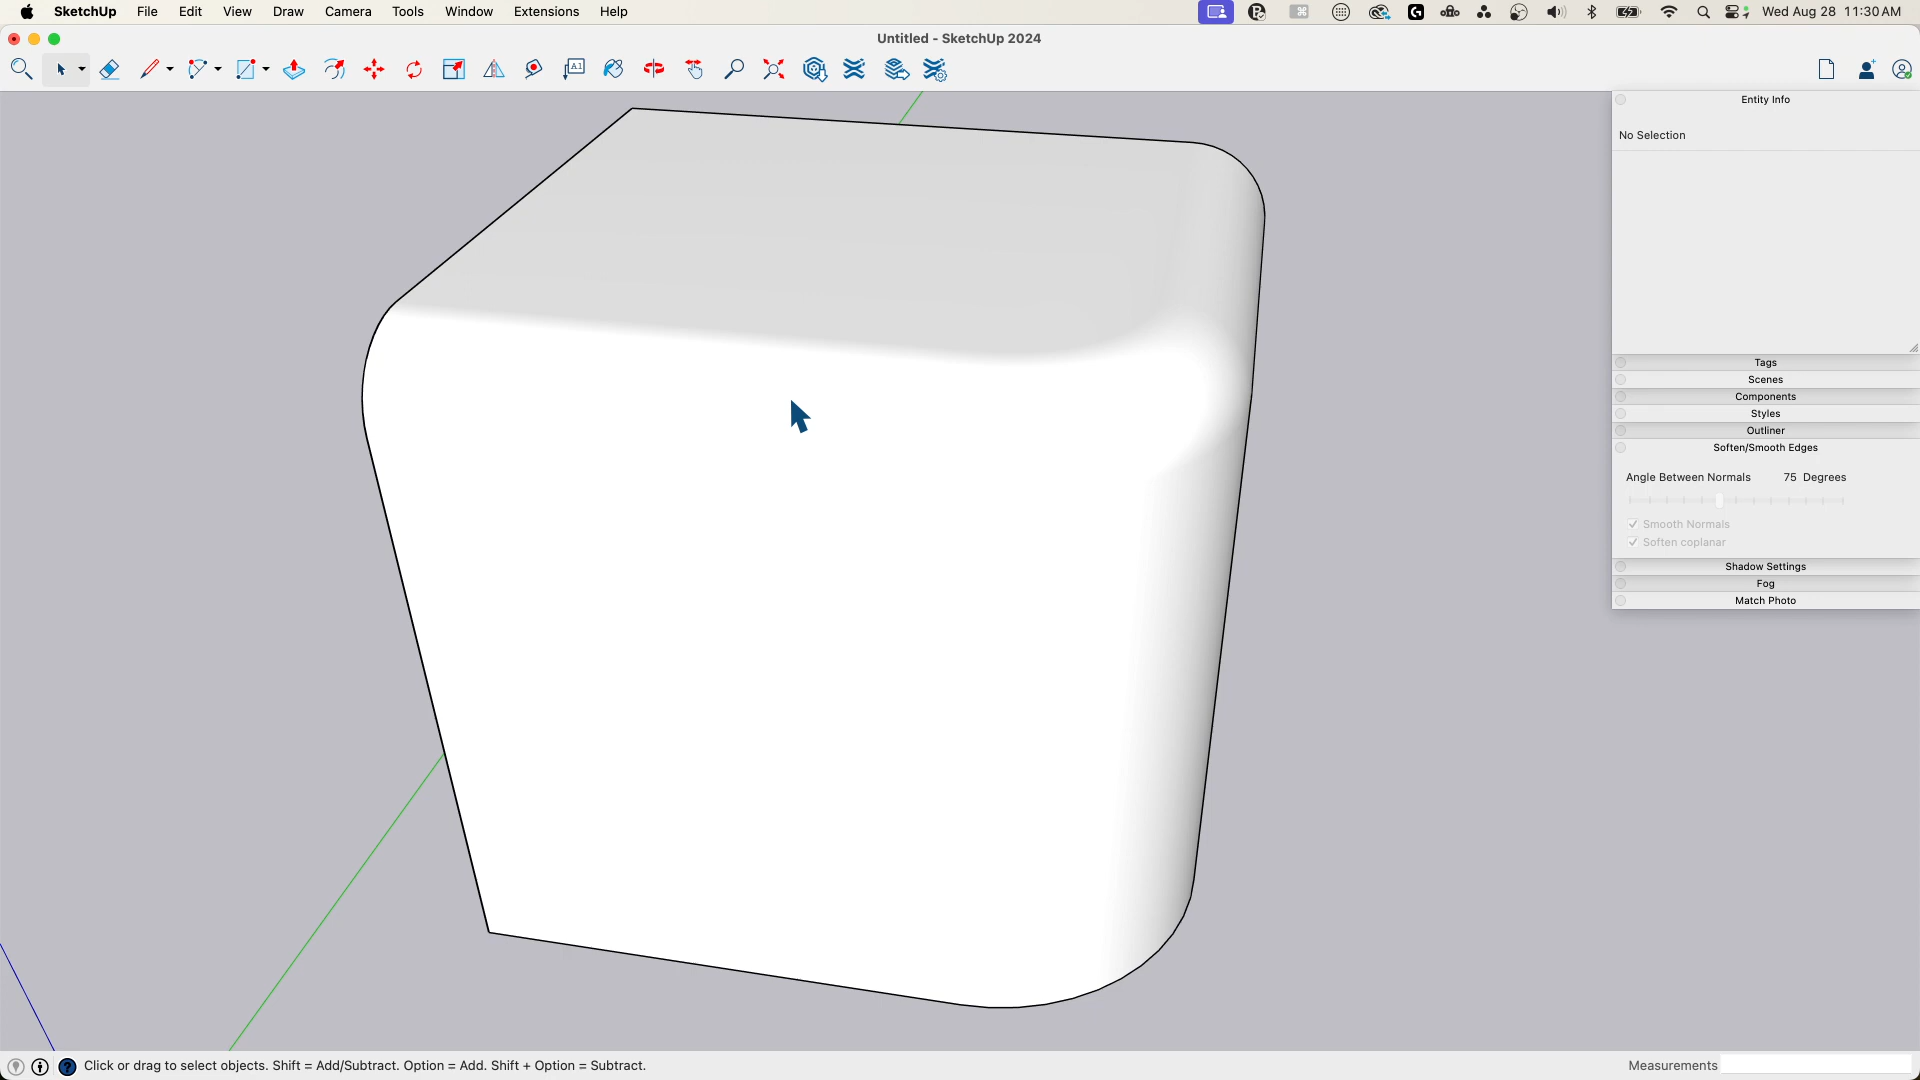 SketchUp File Edit View Draw Camera Tools Window Extensions Help
Wed Aug 28 11:30 AM
Untitled - SketchUp 2024
A1
Entity Info
No Selection
Tags
Scenes
Components
Styles
Outliner
Soften/Smooth Edges
Angle Between Normals 75 Degrees
Smooth Normals
Soften coplanar
Shadow Settings
Fog
Match Photo
Click or drag to select objects. Shift = Add/Subtract. Option = Add. Shift + Option = Subtract.
Measurements